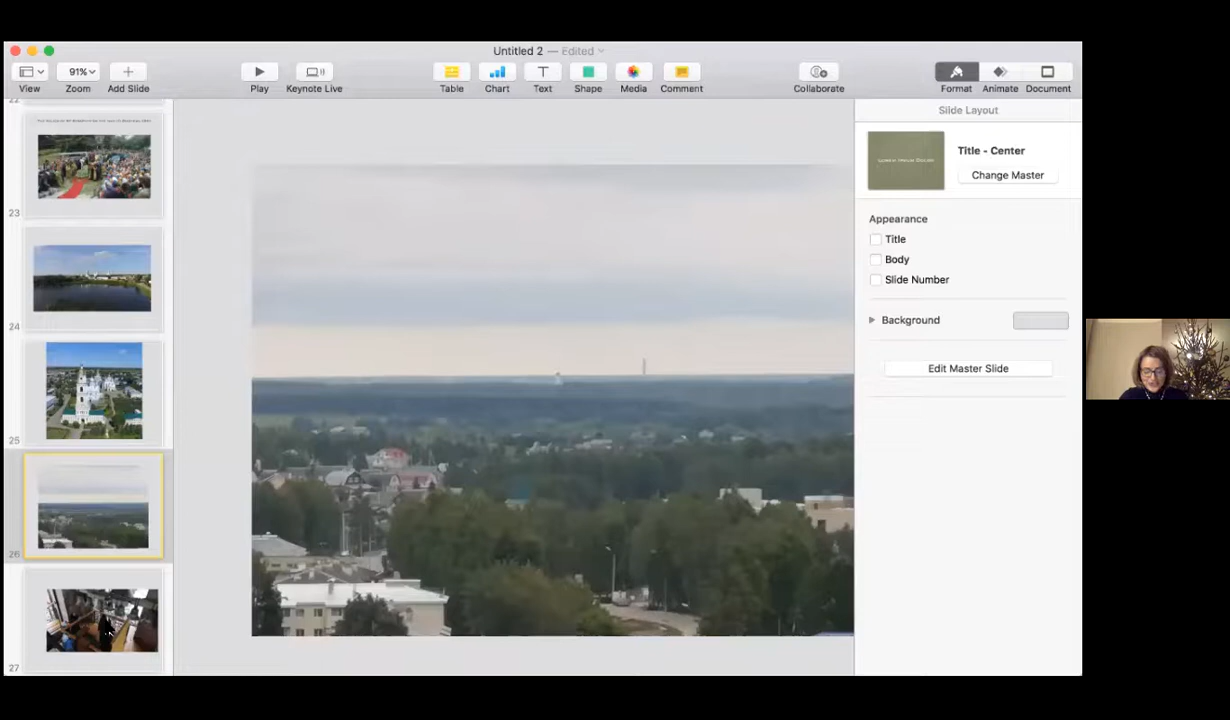 Untitled 2 — Edited
91%
View
Zoom
Add Slide
Play
Keynote Live
Table
Chart
Text
Shape
Media
Comment
Collaborate
Format
Animate
Document
22
23
24
25
26
27
Slide Layout
Title - Center
Change Master
Appearance
Title
Body
Slide Number
Background
Edit Master Slide